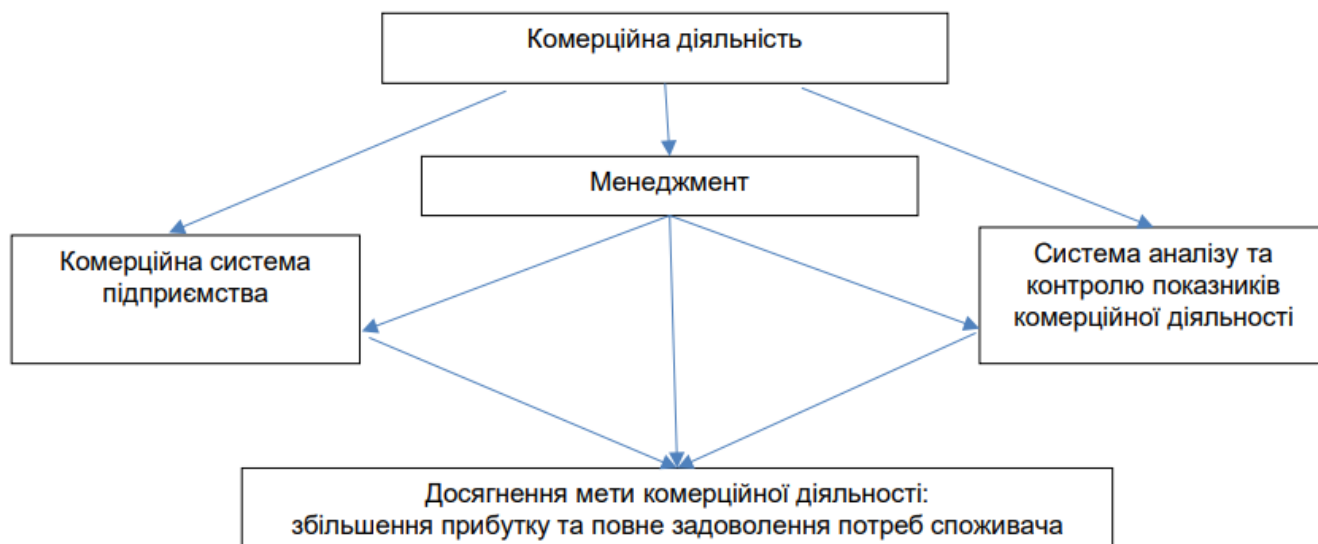 Комерційна діяльність
Менеджмент
Комерційна система
підприємства
Система аналізу та
контролю показників
комерційної діяльності
Досягнення мети комерційної діяльності:
збільшення прибутку та повне задоволення потреб споживача